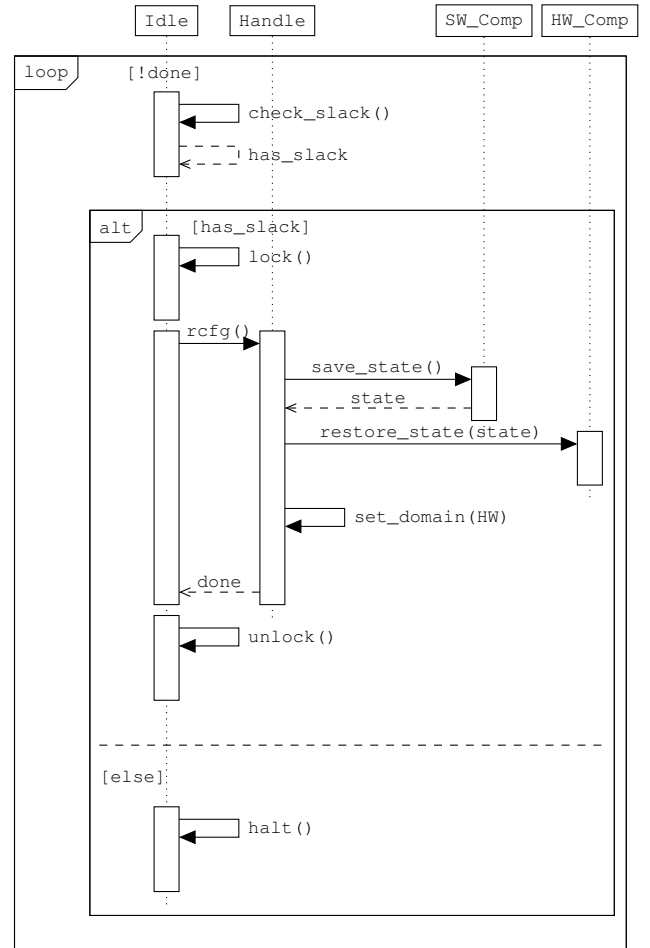 Idle Handle SW_Comp HW_Comp
loop [!done]
check_slack()
has_slack
alt [has_slack]
lock()
rcfg()
save_state()
state
restore_state(state)
set_domain(HW)
done
unlock()
[else]
halt()